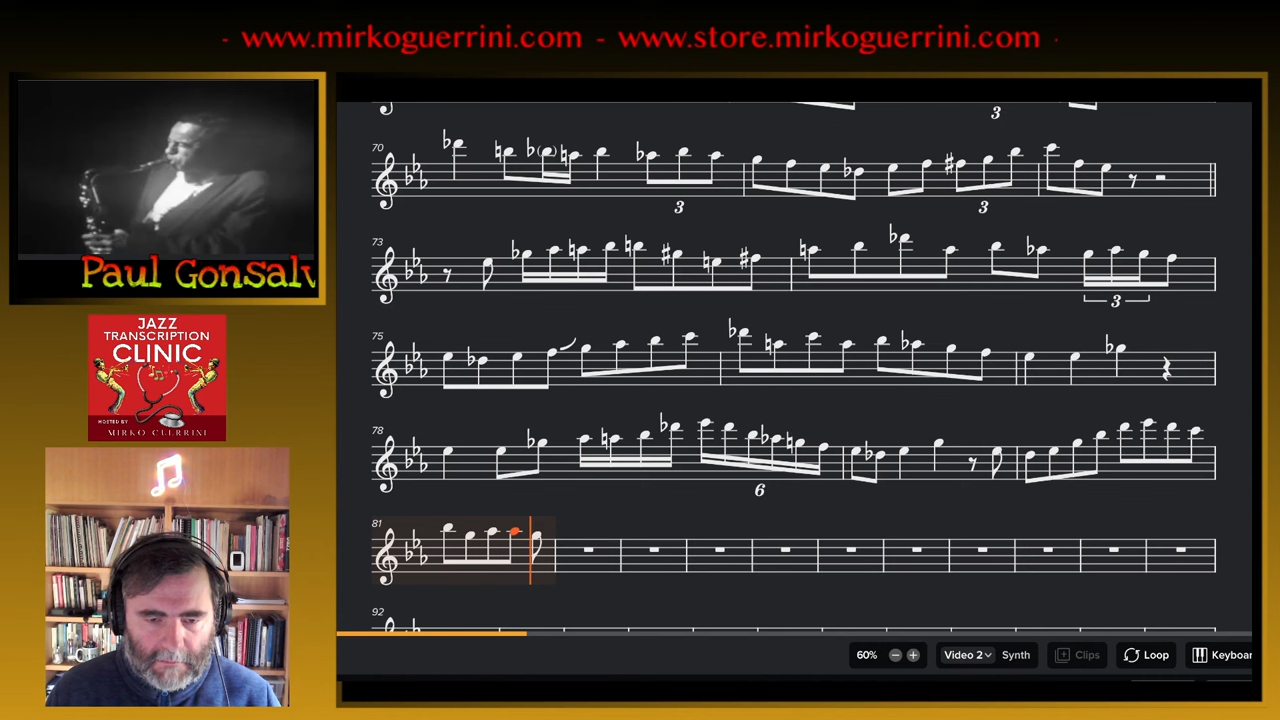 - www.mirkoguerrini.com - www.store.mirkoguerrini.com -
Paul Gonsalv
JAZZ
TRANSCRIPTION
CLINIC
HOSTED BY
MIRKO GUERRINI
3
70
3
3
73
3
75
78
6
81
92
60%
Video 2
Synth
Clips
Loop
Keyboar